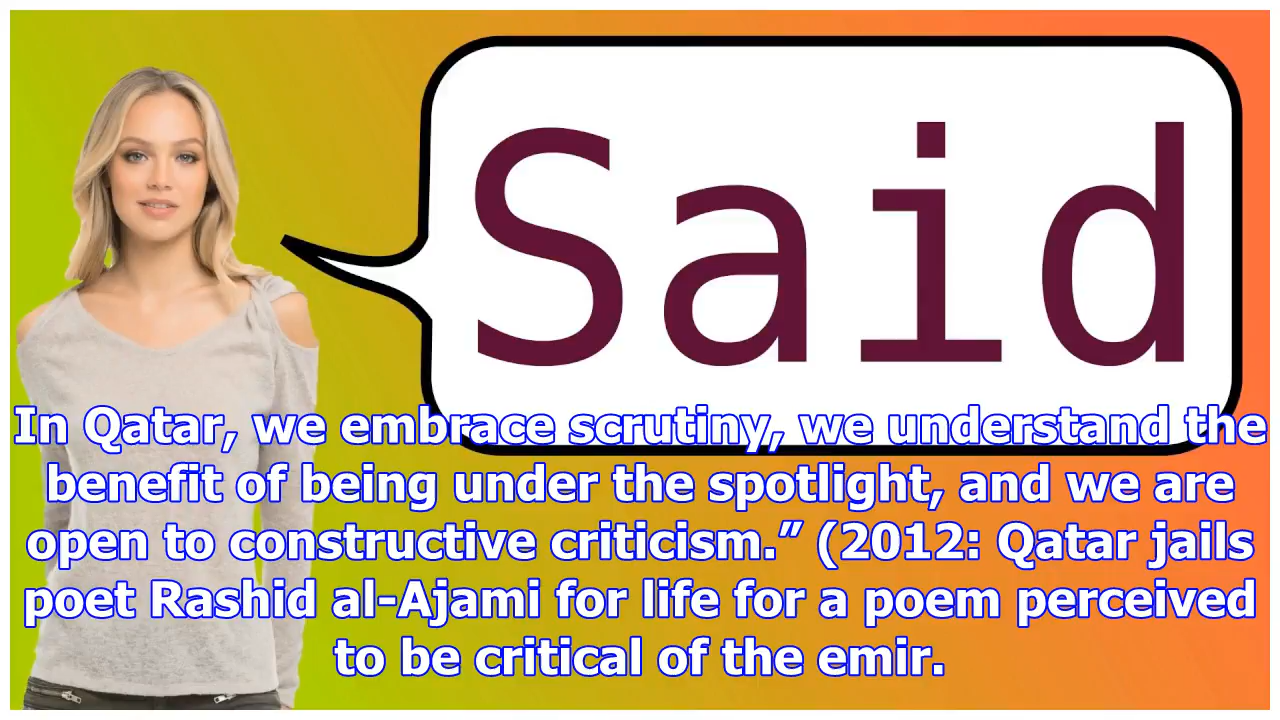 Said
In Qatar, we embrace scrutiny, we understand the
benefit of being under the spotlight, and we are
open to constructive criticism.” (2012: Qatar jails
poet Rashid al-Ajami for life for a poem perceived
to be critical of the emir.